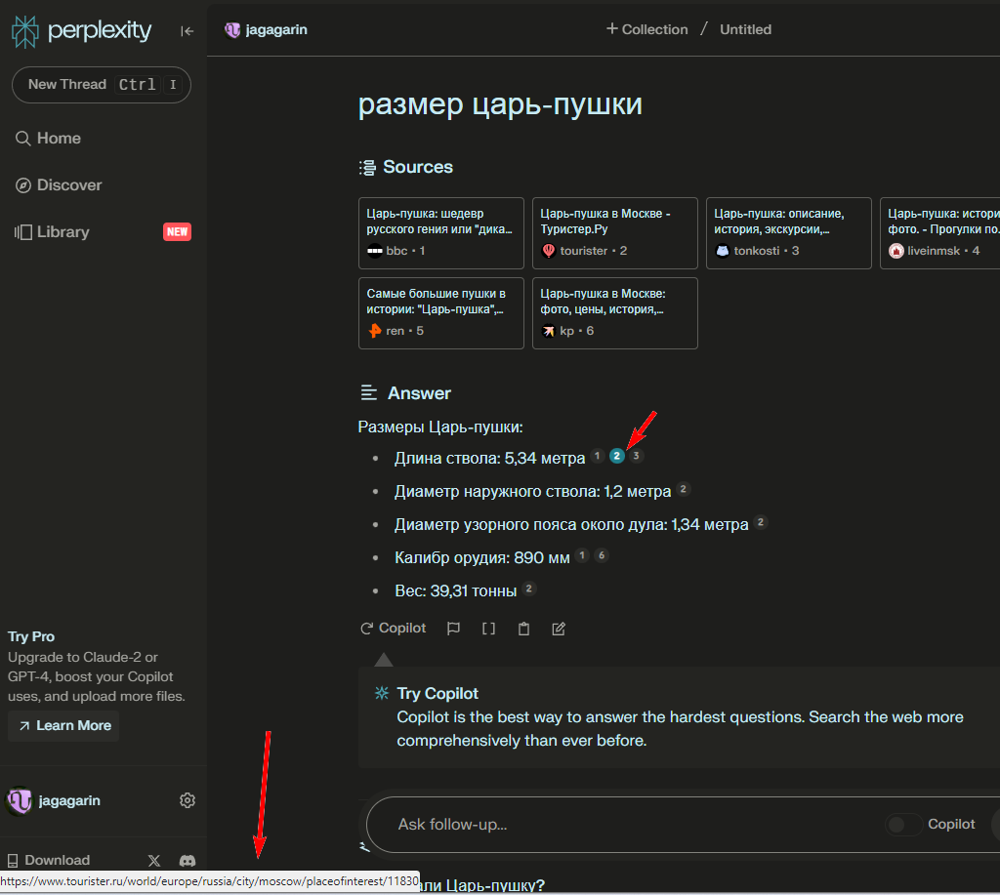 perplexity
New Thread Ctrl I
Home
Discover
Library NEW
Try Pro
Upgrade to Claude-2 or
GPT-4, boost your Copilot
uses, and upload more files.
Learn More
jagagarin
Download
https://www.tourister.ru/world/europe/russia/city/moscow/placeofinterest/11830
jagagarin
+ Collection / Untitled
размер царь-пушки
Sources
Царь-пушка: шедевр
русского гения или "дика...
bbc • 1
Царь-пушка в Москве -
Туристер.Ру
tourister • 2
Царь-пушка: описание,
история, экскурсии,...
tonkosti • 3
Царь-пушка: истори
фото. - Прогулки по.
liveinmsk • 4
Самые большие пушки в
истории: "Царь-пушка",...
ren • 5
Царь-пушка в Москве:
фото, цены, история,...
kp • 6
Answer
Размеры Царь-пушки:
• Длина ствола: 5,34 метра 1 2 3
• Диаметр наружного ствола: 1,2 метра 2
• Диаметр узорного пояса около дула: 1,34 метра 2
• Калибр орудия: 890 мм 1 6
• Вес: 39,31 тонны 2
Copilot
Try Copilot
Copilot is the best way to answer the hardest questions. Search the web more
comprehensively than ever before.
Ask follow-up... Copilot
али Царь-пушку?